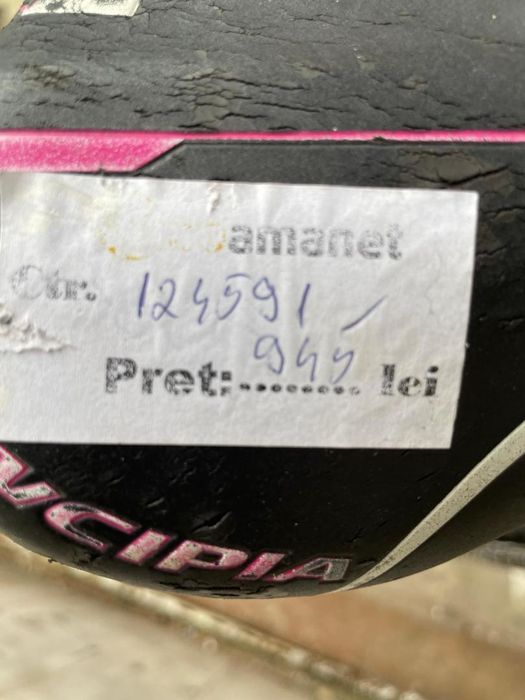 amanet
Ctr. 124591
945
Pret:......... lei
NCIPIA